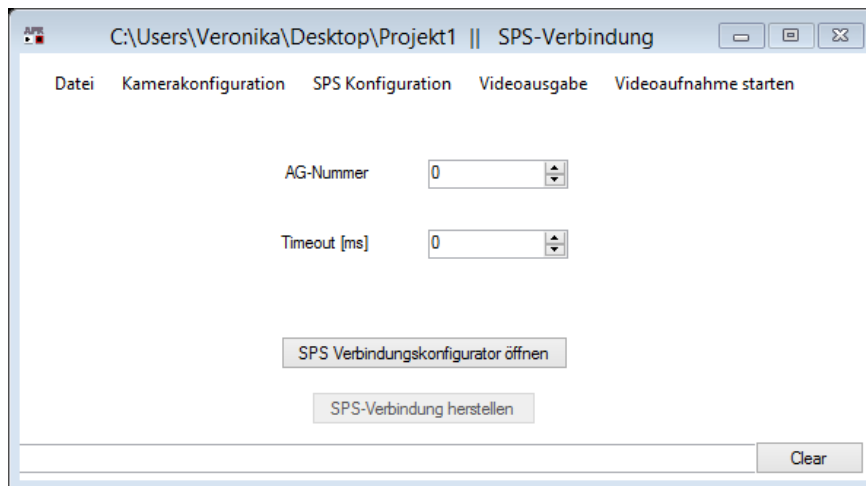 C:\Users\Veronika\Desktop\Projekt1 || SPS-Verbindung
Datei Kamerakonfiguration SPS Konfiguration Videoausgabe Videoaufnahme starten
AG-Nummer 0
Timeout [ms] 0
SPS Verbindungskonfigurator öffnen
SPS-Verbindung herstellen
Clear